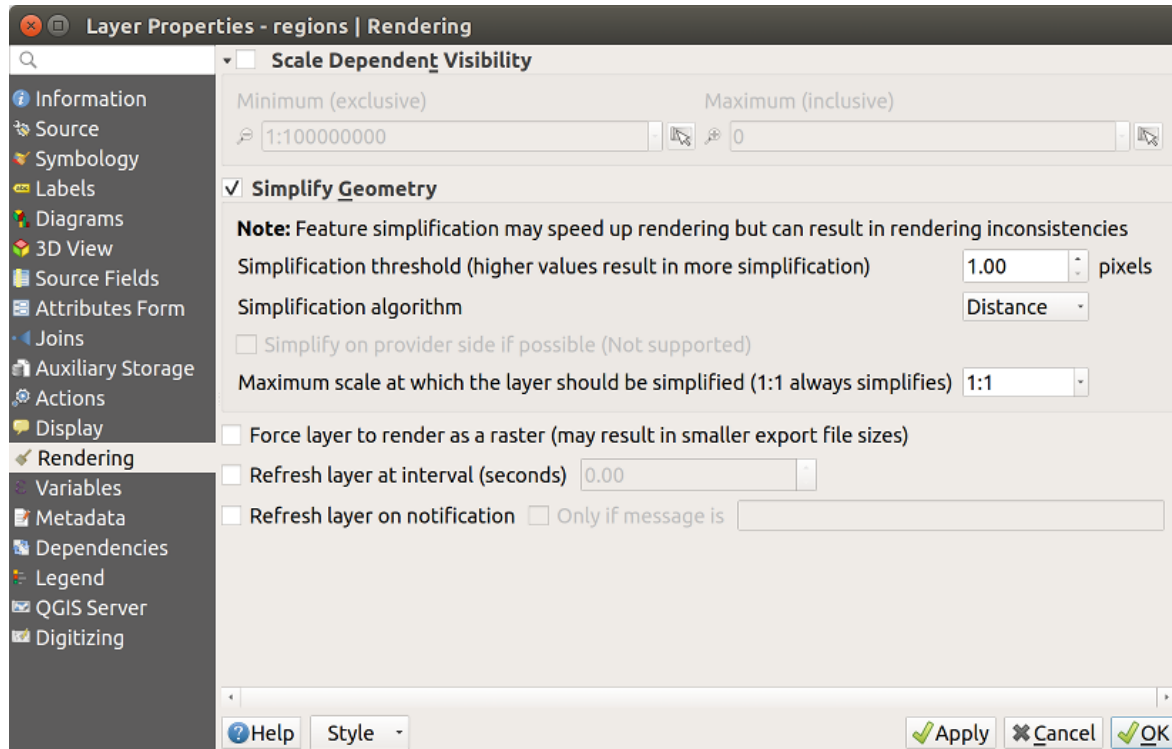 Layer Properties - regions | Rendering
Information
Source
Symbology
Labels
Diagrams
3D View
Source Fields
Attributes Form
Joins
Auxiliary Storage
Actions
Display
Rendering
Variables
Metadata
Dependencies
Legend
QGIS Server
Digitizing
Scale Dependent Visibility
Minimum (exclusive) Maximum (inclusive)
1:100000000 0
Simplify Geometry
Note: Feature simplification may speed up rendering but can result in rendering inconsistencies
Simplification threshold (higher values result in more simplification) 1.00 pixels
Simplification algorithm Distance
Simplify on provider side if possible (Not supported)
Maximum scale at which the layer should be simplified (1:1 always simplifies) 1:1
Force layer to render as a raster (may result in smaller export file sizes)
Refresh layer at interval (seconds) 0.00
Refresh layer on notification Only if message is
Help Style Apply Cancel OK